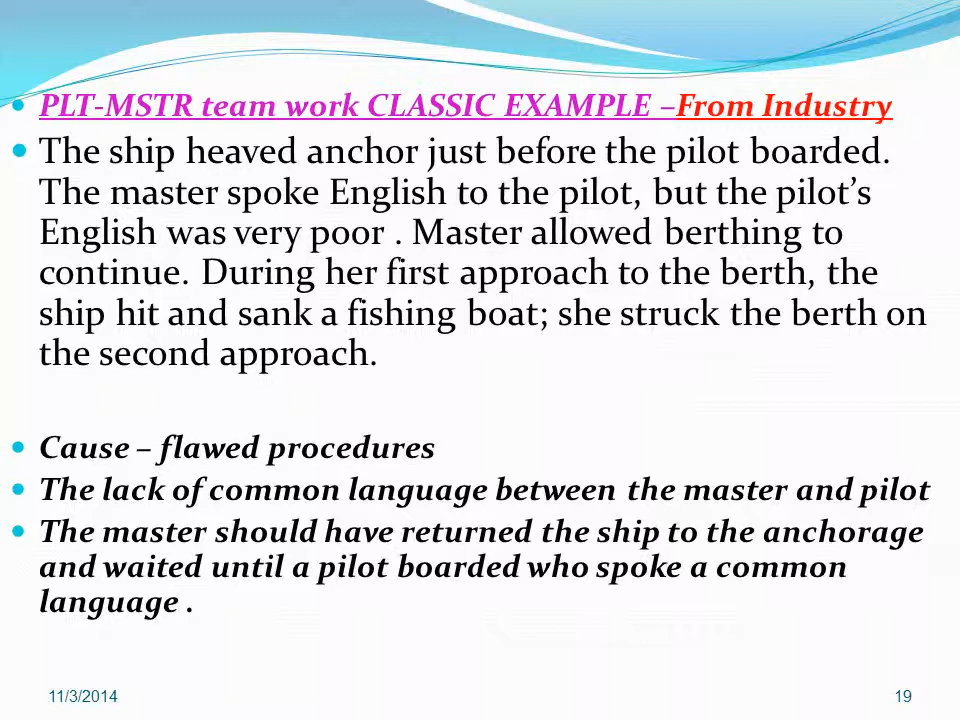 PLT-MSTR team work CLASSIC EXAMPLE –From Industry
The ship heaved anchor just before the pilot boarded.
The master spoke English to the pilot, but the pilot’s
English was very poor . Master allowed berthing to
continue. During her first approach to the berth, the
ship hit and sank a fishing boat; she struck the berth on
the second approach.
Cause – flawed procedures
The lack of common language between the master and pilot
The master should have returned the ship to the anchorage
and waited until a pilot boarded who spoke a common
language .
11/3/2014
19